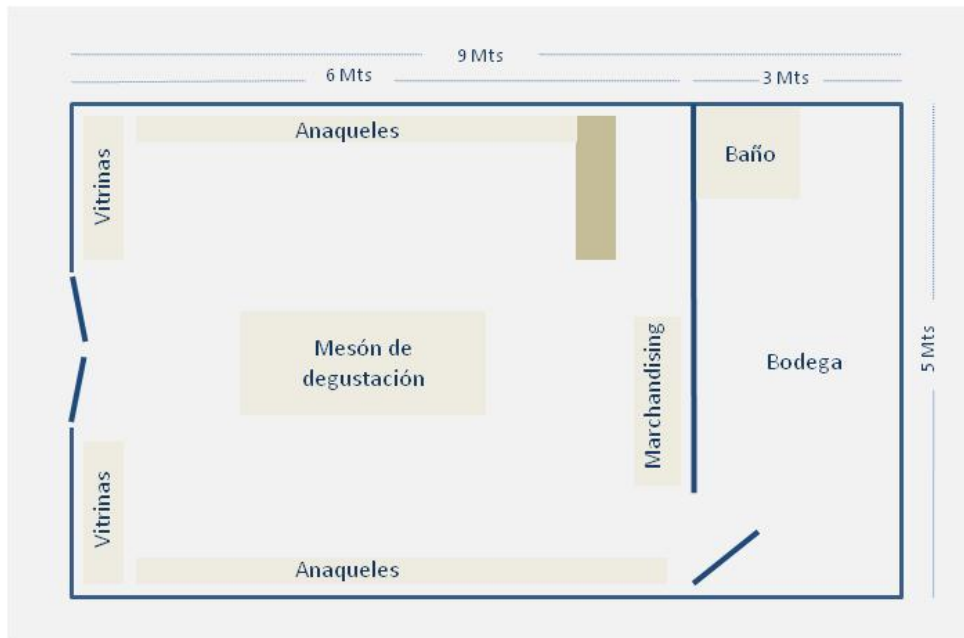 9 Mts
6 Mts
3 Mts
Anaqueles
Vitrinas
Baño
Mesón de
degustación
Marchandising
Bodega
5 Mts
Vitrinas
Anaqueles